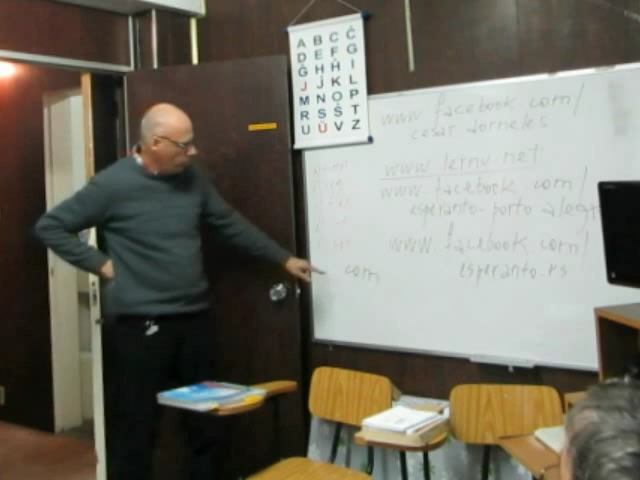 A B C Ĉ
D E F G
Ĝ H Ĥ I
J Ĵ K L
M N O P
R S Ŝ T
U Ŭ V Z
www.facebook.com/
cesar dorneles
www.lernu.net
www.facebook.com/
esperanto-porto alegr
www.facebook.com/
esperanto.rs
com